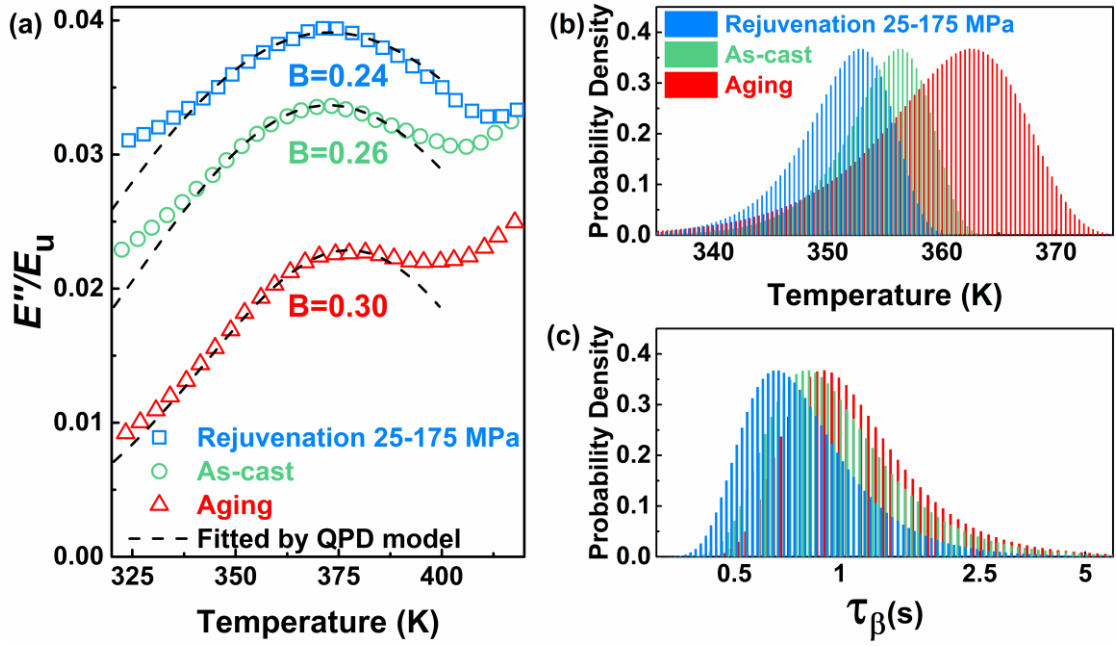 (a)
0.04
0.03
0.02
0.01
0.00
E''/Eu
B=0.24
B=0.26
B=0.30
Rejuvenation 25-175 MPa
As-cast
Aging
Fitted by QPD model
325 350 375 400
Temperature (K)
(b)
0.4
0.3
0.2
0.1
0.0
Probability Density
Rejuvenation 25-175 MPa
As-cast
Aging
340 350 360 370
Temperature (K)
(c)
0.4
0.3
0.2
0.1
0.0
Probability Density
0.5 1 2.5 5
τβ(s)